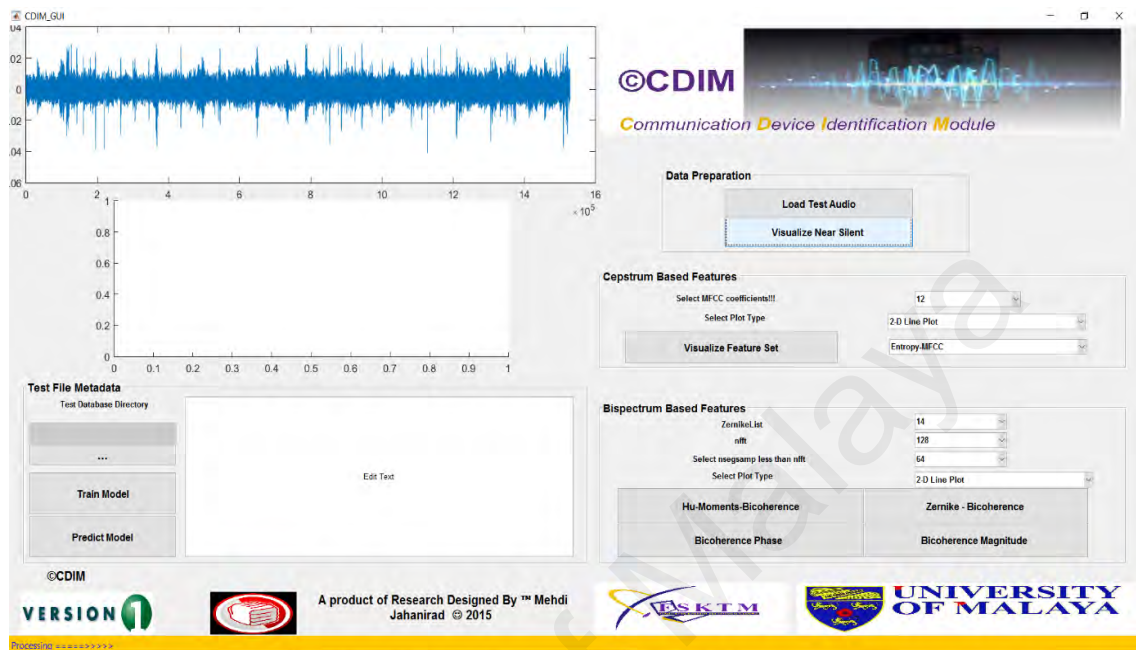 CDIM_GUI
04
02
0
02
04
06
0 2 4 6 8 10 12 14 16
× 10^5
1
0.8
0.6
0.4
0.2
0
0 0.1 0.2 0.3 0.4 0.5 0.6 0.7 0.8 0.9 1
©CDIM
Communication Device Identification Module
Data Preparation
Load Test Audio
Visualize Near Silent
Cepstrum Based Features
Select MFCC coefficients!!! 12
Select Plot Type 2-D Line Plot
Visualize Feature Set Entropy-MFCC
Test File Metadata
Test Database Directory
...
Train Model
Predict Model
Edit Text
Bispectrum Based Features
ZernikeList 14
nfft 128
Select nsegsamp less than nfft 64
Select Plot Type 2-D Line Plot
Hu-Moments-Bicoherence Zernike - Bicoherence
Bicoherence Phase Bicoherence Magnitude
©CDIM
VERSION 1
A product of Research Designed By ™ Mehdi
Jahanirad © 2015
FSKTM
UNIVERSITY
OF MALAYA
Processing =====>>>>>
Malaya